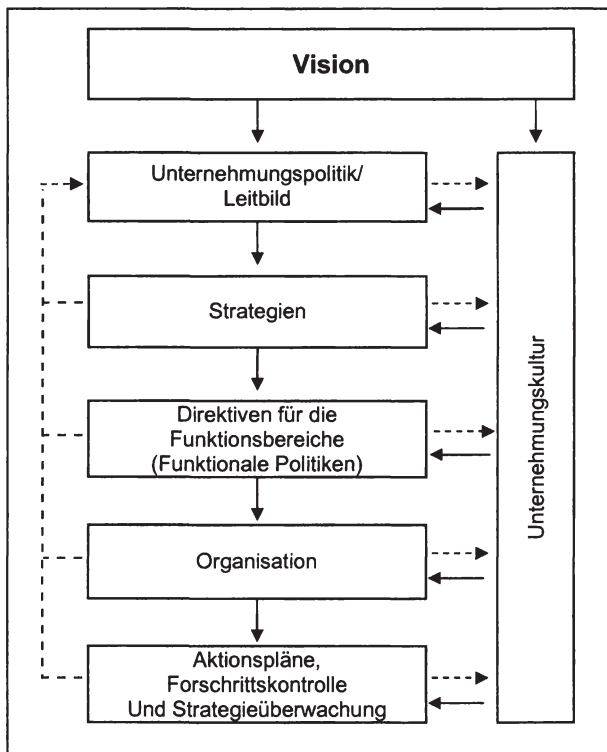 Vision
Unternehmungspolitik/
Leitbild
Strategien
Direktiven für die
Funktionsbereiche
(Funktionale Politiken)
Organisation
Aktionspläne,
Forschrittskontrolle
Und Strategieüberwachung
Unternehmungskultur